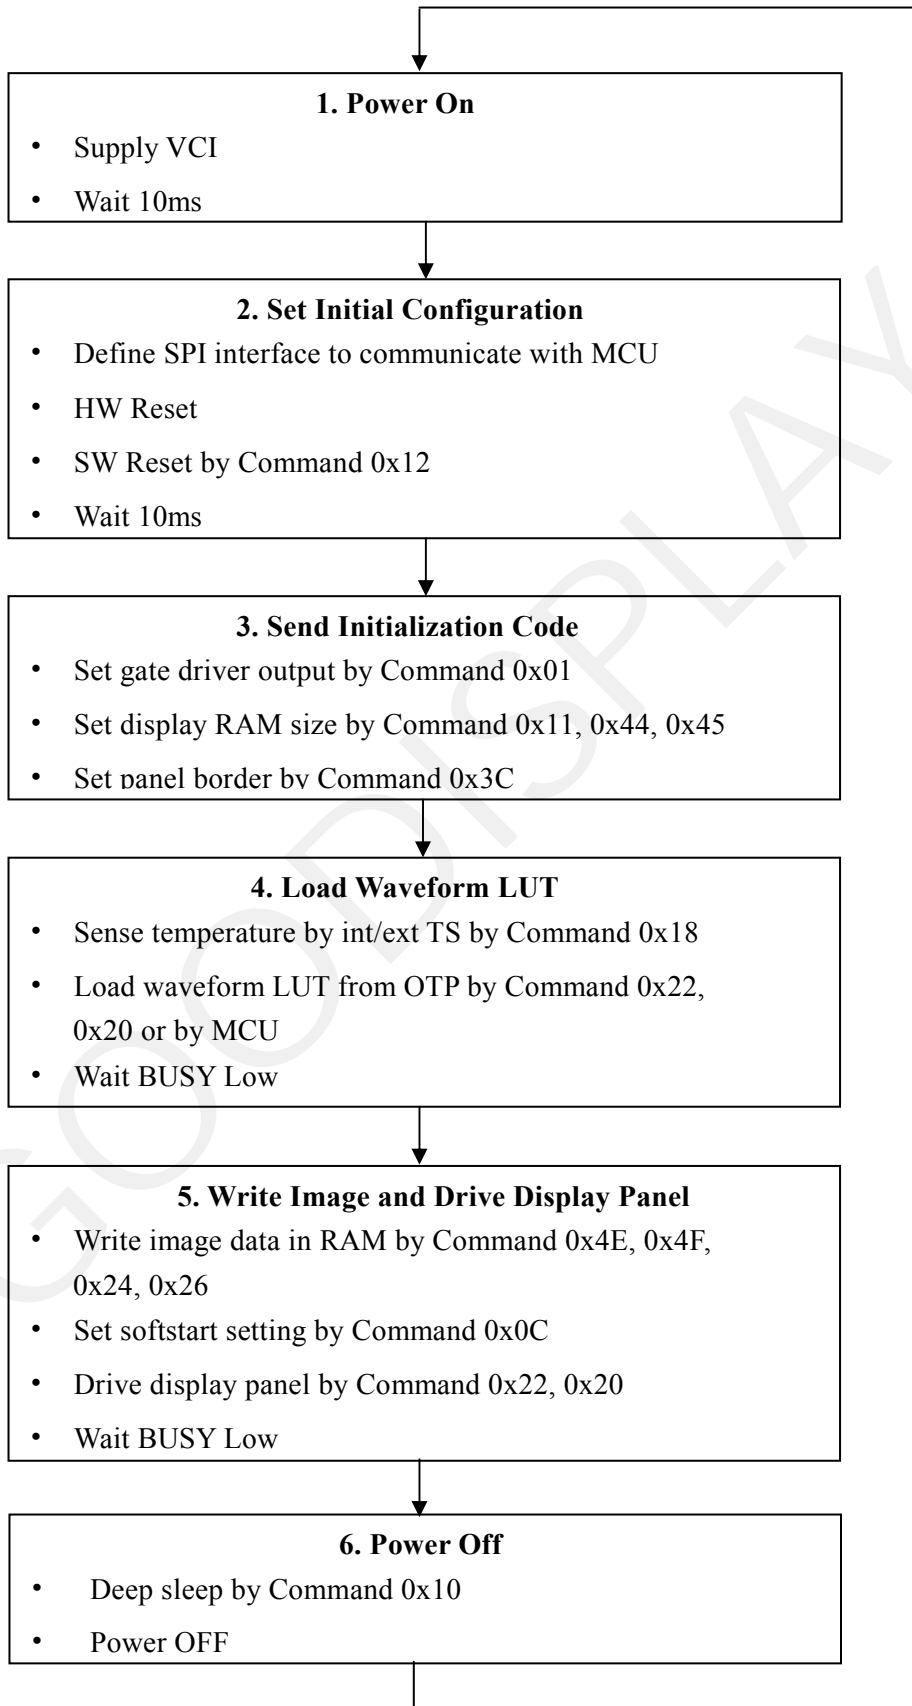 1. Power On
• Supply VCI
• Wait 10ms
2. Set Initial Configuration
• Define SPI interface to communicate with MCU
• HW Reset
• SW Reset by Command 0x12
• Wait 10ms
3. Send Initialization Code
• Set gate driver output by Command 0x01
• Set display RAM size by Command 0x11, 0x44, 0x45
• Set panel border by Command 0x3C
4. Load Waveform LUT
• Sense temperature by int/ext TS by Command 0x18
• Load waveform LUT from OTP by Command 0x22,
0x20 or by MCU
• Wait BUSY Low
5. Write Image and Drive Display Panel
• Write image data in RAM by Command 0x4E, 0x4F,
0x24, 0x26
• Set softstart setting by Command 0x0C
• Drive display panel by Command 0x22, 0x20
• Wait BUSY Low
6. Power Off
• Deep sleep by Command 0x10
• Power OFF
GOODISPLAY